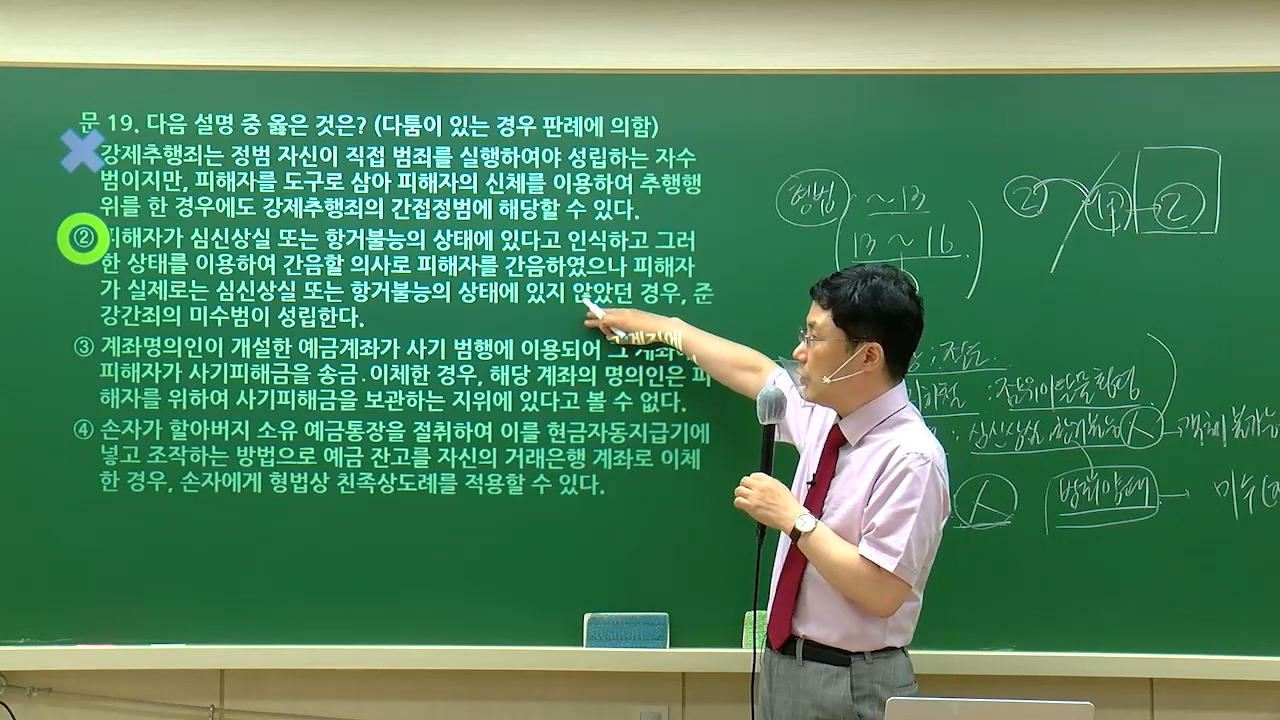 문 19. 다음 설명 중 옳은 것은? (다툼이 있는 경우 판례에 의함)
강제추행죄는 정범 자신이 직접 범죄를 실행하여야 성립하는 자수
범이지만, 피해자를 도구로 삼아 피해자의 신체를 이용하여 추행행
위를 한 경우에도 강제추행죄의 간접정범에 해당할 수 있다.
② 피해자가 심신상실 또는 항거불능의 상태에 있다고 인식하고 그러
한 상태를 이용하여 간음할 의사로 피해자를 간음하였으나 피해자
가 실제로는 심신상실 또는 항거불능의 상태에 있지 않았던 경우, 준
강간죄의 미수범이 성립한다.
③ 계좌명의인이 개설한 예금계좌가 사기 범행에 이용되어 그 계좌에
피해자가 사기피해금을 송금·이체한 경우, 해당 계좌의 명의인은 피
해자를 위하여 사기피해금을 보관하는 지위에 있다고 볼 수 없다.
④ 손자가 할아버지 소유 예금통장을 절취하여 이를 현금자동지급기에
넣고 조작하는 방법으로 예금 잔고를 자신의 거래은행 계좌로 이체
한 경우, 손자에게 형법상 친족상도례를 적용할 수 있다.
형법 ~13
13 ~ 16
乙 甲 乙
: 점유이탈물횡령
: 심신상실 항거불능 X → 객체불가능
X → 미수